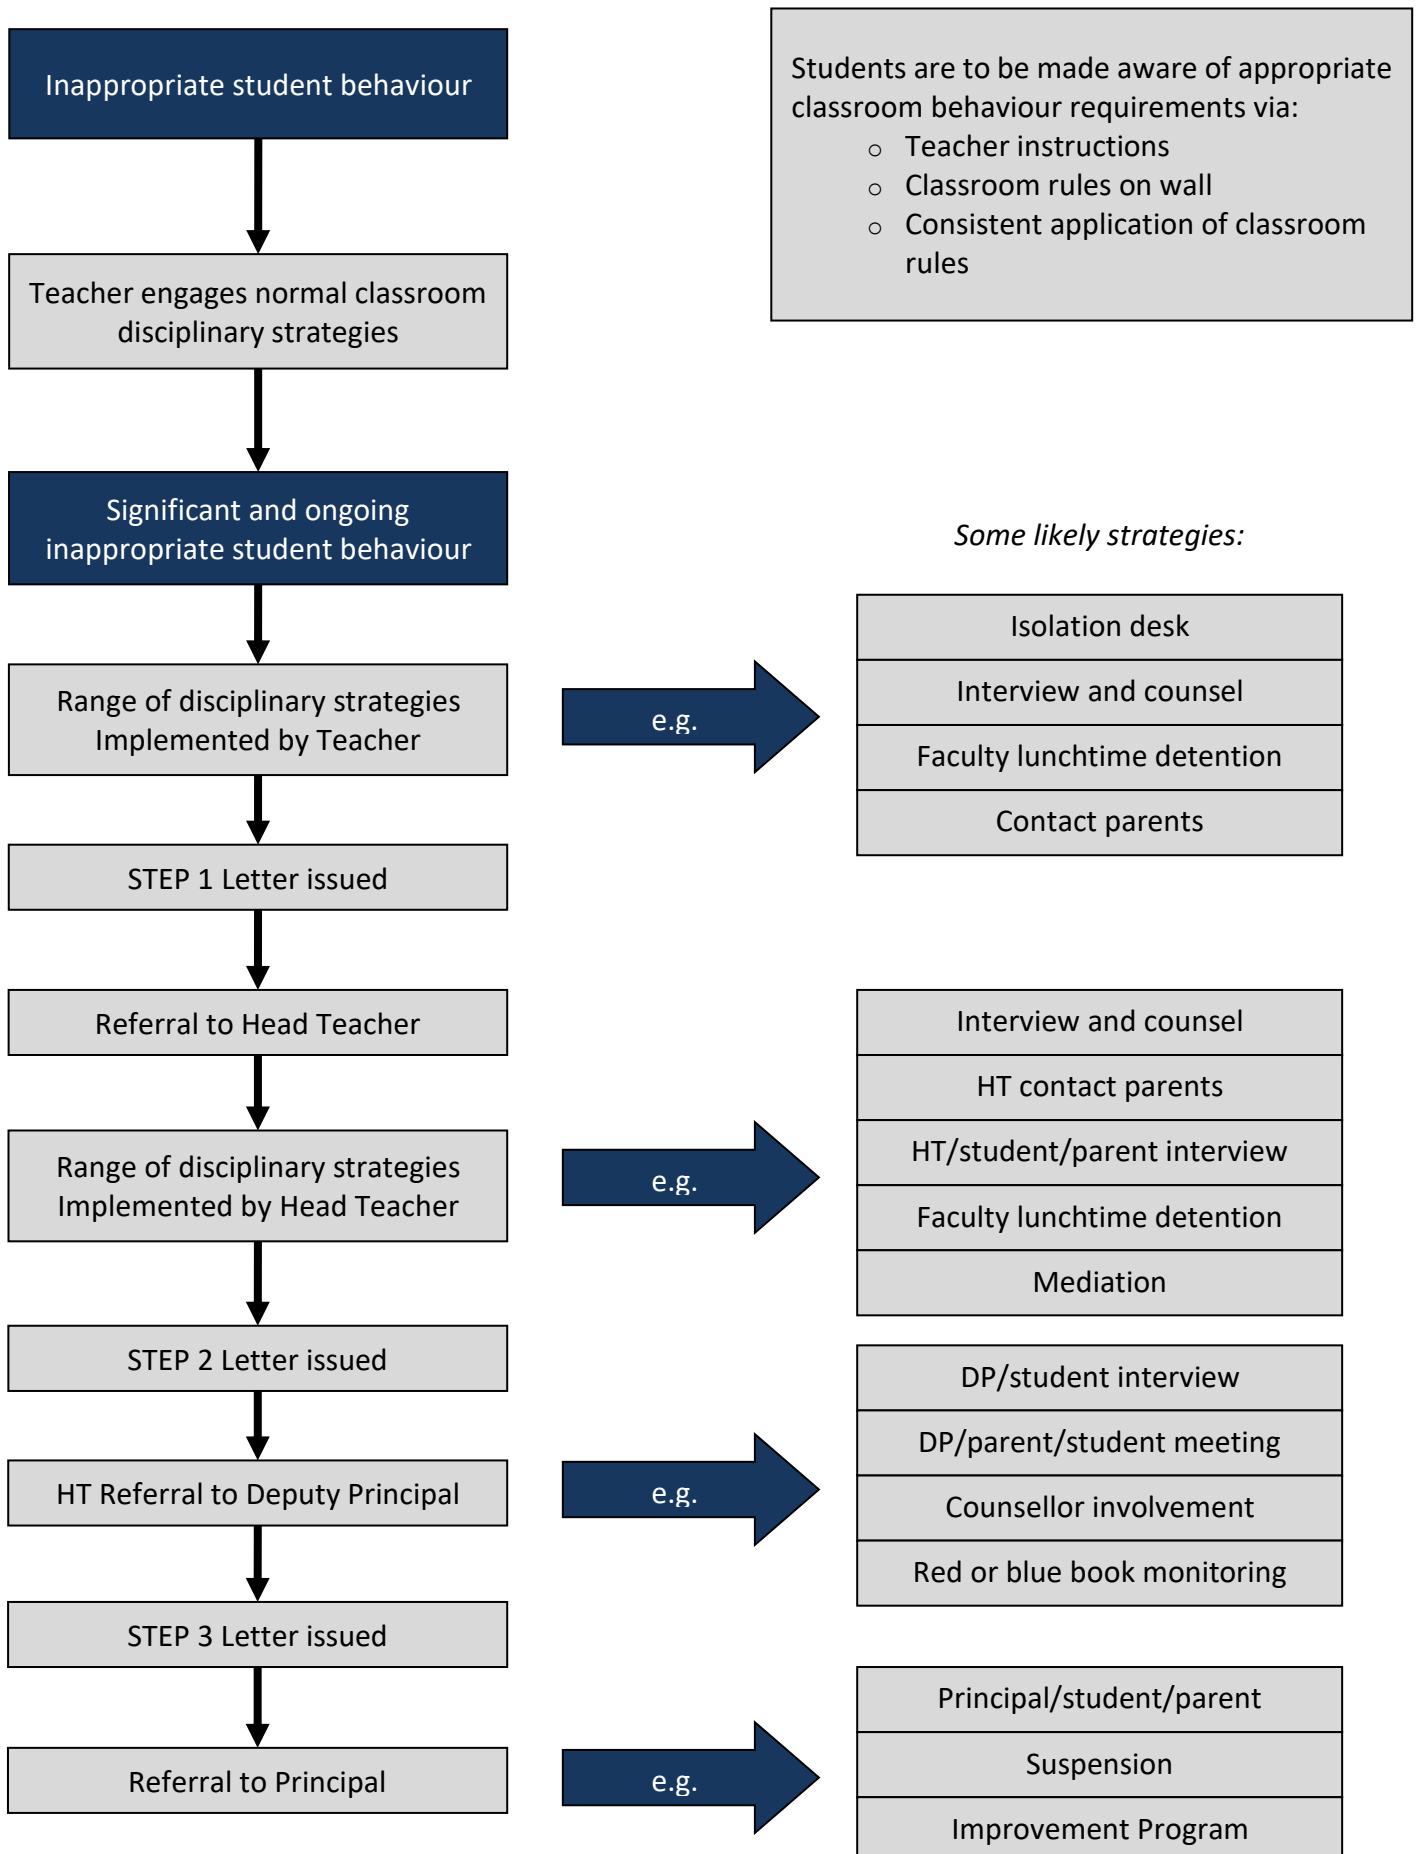 Inappropriate student behaviour
Students are to be made aware of appropriate
classroom behaviour requirements via:
o Teacher instructions
o Classroom rules on wall
o Consistent application of classroom
rules
Teacher engages normal classroom
disciplinary strategies
Significant and ongoing
inappropriate student behaviour
Some likely strategies:
Range of disciplinary strategies
Implemented by Teacher
e.g.
Isolation desk
Interview and counsel
Faculty lunchtime detention
Contact parents
STEP 1 Letter issued
Referral to Head Teacher
Range of disciplinary strategies
Implemented by Head Teacher
e.g.
Interview and counsel
HT contact parents
HT/student/parent interview
Faculty lunchtime detention
Mediation
STEP 2 Letter issued
HT Referral to Deputy Principal
e.g.
DP/student interview
DP/parent/student meeting
Counsellor involvement
Red or blue book monitoring
STEP 3 Letter issued
Referral to Principal
e.g.
Principal/student/parent
Suspension
Improvement Program